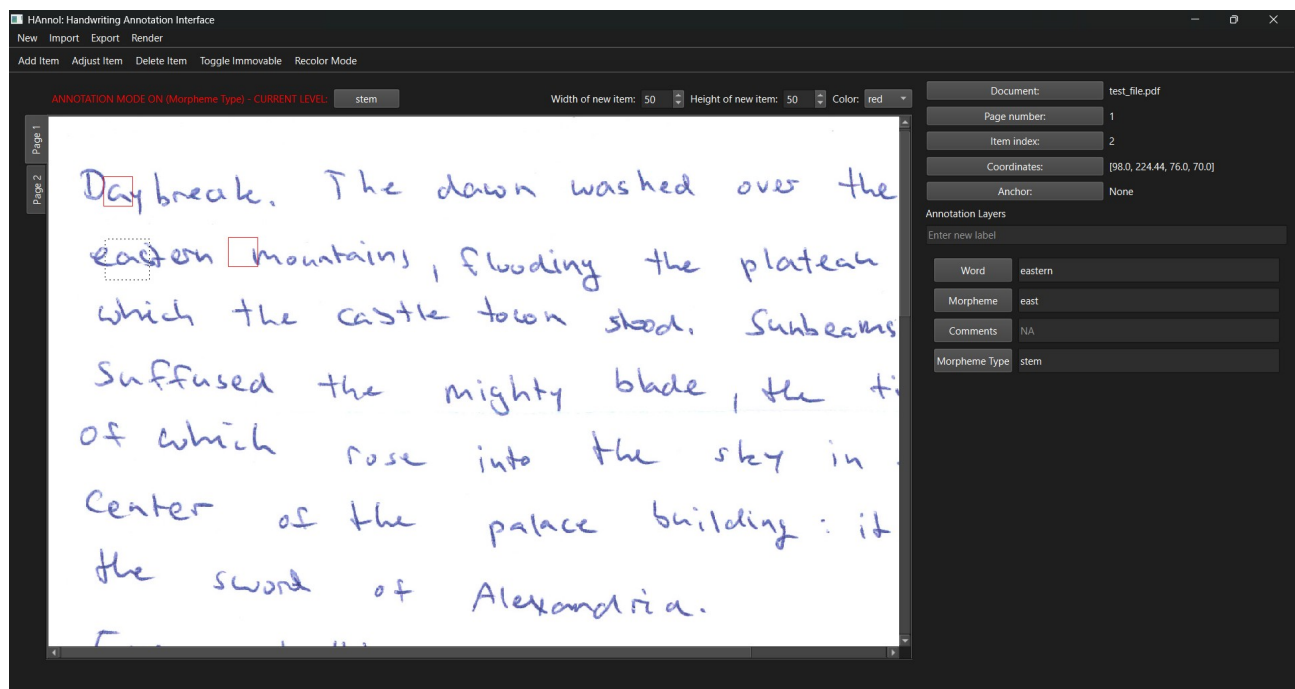 HAnnol: Handwriting Annotation Interface
New Import Export Render
Add Item Adjust Item Delete Item Toggle Immovable Recolor Mode
ANNOTATION MODE ON (Morpheme Type) - CURRENT LEVEL: stem Width of new item: 50 Height of new item: 50 Color: red
Page 1
Page 2
Daybreak. The dawn washed over the
eastern mountains, flooding the plateau
which the castle town stood. Sunbeams
suffused the mighty blade, the ti
of which rose into the sky in
Center of the palace building: it
the sword of Alexandria.
Document: test_file.pdf
Page number: 1
Item index: 2
Coordinates: [98.0, 224.44, 76.0, 70.0]
Anchor: None
Annotation Layers
Enter new label
Word eastern
Morpheme east
Comments NA
Morpheme Type stem